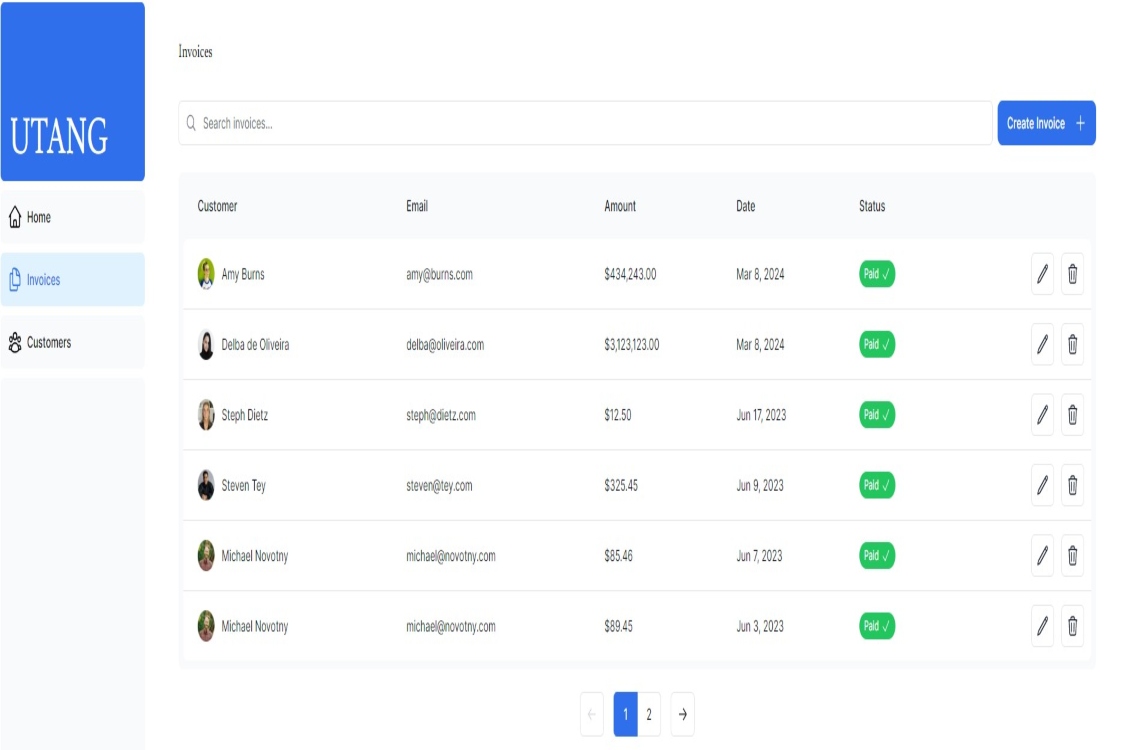 UTANG
Home
Invoices
Customers
Invoices
Search invoices...
Create Invoice +
Customer Email Amount Date Status
Amy Burns amy@burns.com $434,243.00 Mar 8, 2024 Paid ✓
Delba de Oliveira delba@oliveira.com $3,123,123.00 Mar 8, 2024 Paid ✓
Steph Dietz steph@dietz.com $12.50 Jun 17, 2023 Paid ✓
Steven Tey steven@tey.com $325.45 Jun 9, 2023 Paid ✓
Michael Novotny michael@novotny.com $85.46 Jun 7, 2023 Paid ✓
Michael Novotny michael@novotny.com $89.45 Jun 3, 2023 Paid ✓
← 1 2 →